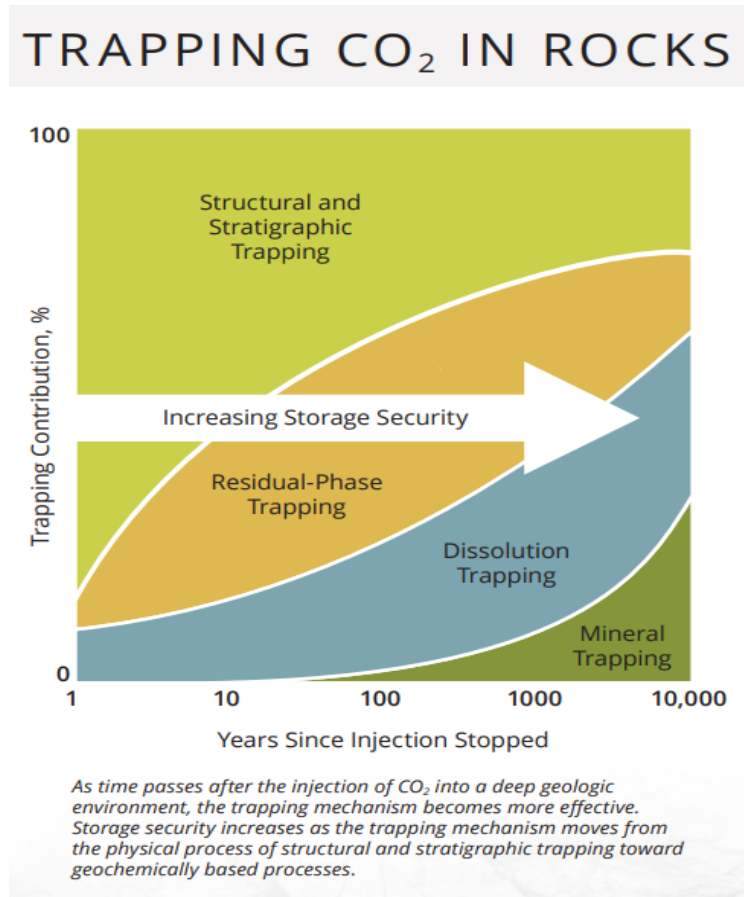 TRAPPING CO₂ IN ROCKS
100
Structural and
Stratigraphic
Trapping
Trapping Contribution, %
Increasing Storage Security
Residual-Phase
Trapping
Dissolution
Trapping
Mineral
Trapping
0
1 10 100 1000 10,000
Years Since Injection Stopped
As time passes after the injection of CO₂ into a deep geologic
environment, the trapping mechanism becomes more effective.
Storage security increases as the trapping mechanism moves from
the physical process of structural and stratigraphic trapping toward
geochemically based processes.